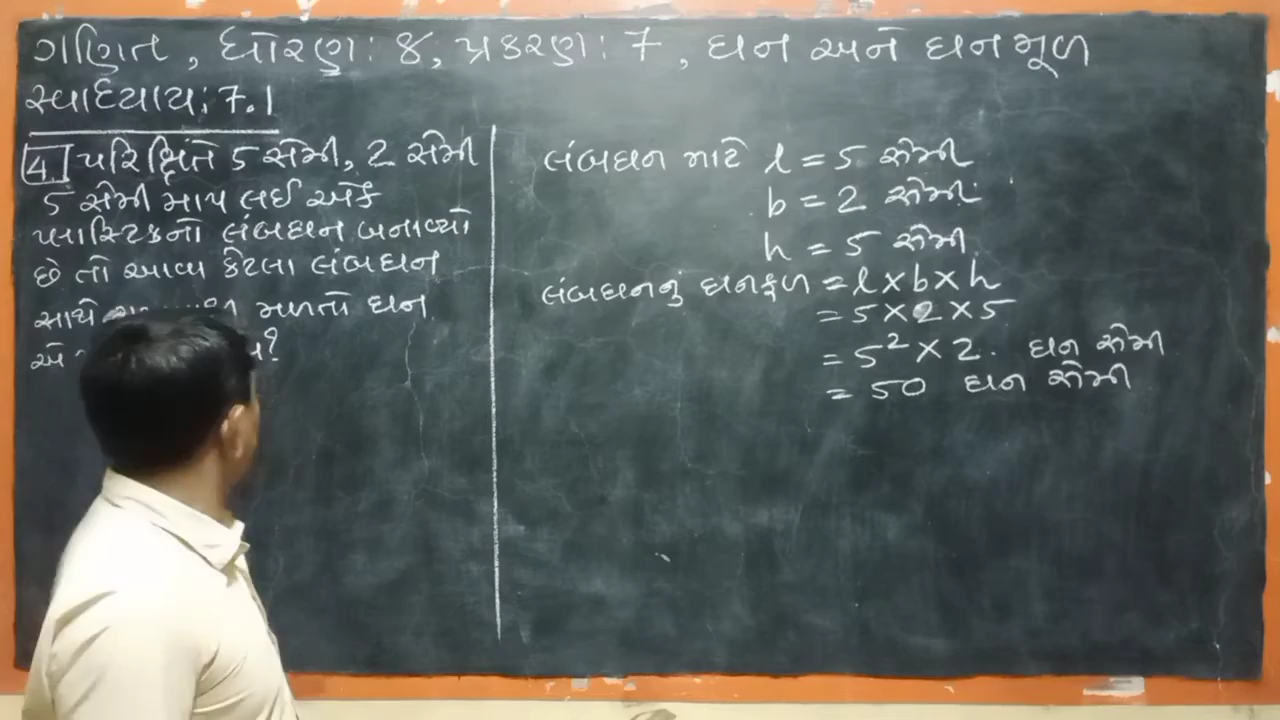 ગણિત, ધોરણ: 8, પ્રકરણ: 7, ઘન અને ઘનમૂળ
સ્વાધ્યાય: 7.1
4. પરિક્ષિતે 5 સેમી, 2 સેમી
5 સેમી માપ લઈ એક
પ્લાસ્ટિકનો લંબઘન બનાવ્યો
છે તો આવા કેટલા લંબઘન
સાથે મળતો ઘન
?
લંબઘન માટે l = 5 સેમી
b = 2 સેમી
h = 5 સેમી
લંબઘનનું ઘનફળ = l × b × h
= 5 × 2 × 5
= 5² × 2. ઘન સેમી
= 50 ઘન સેમી